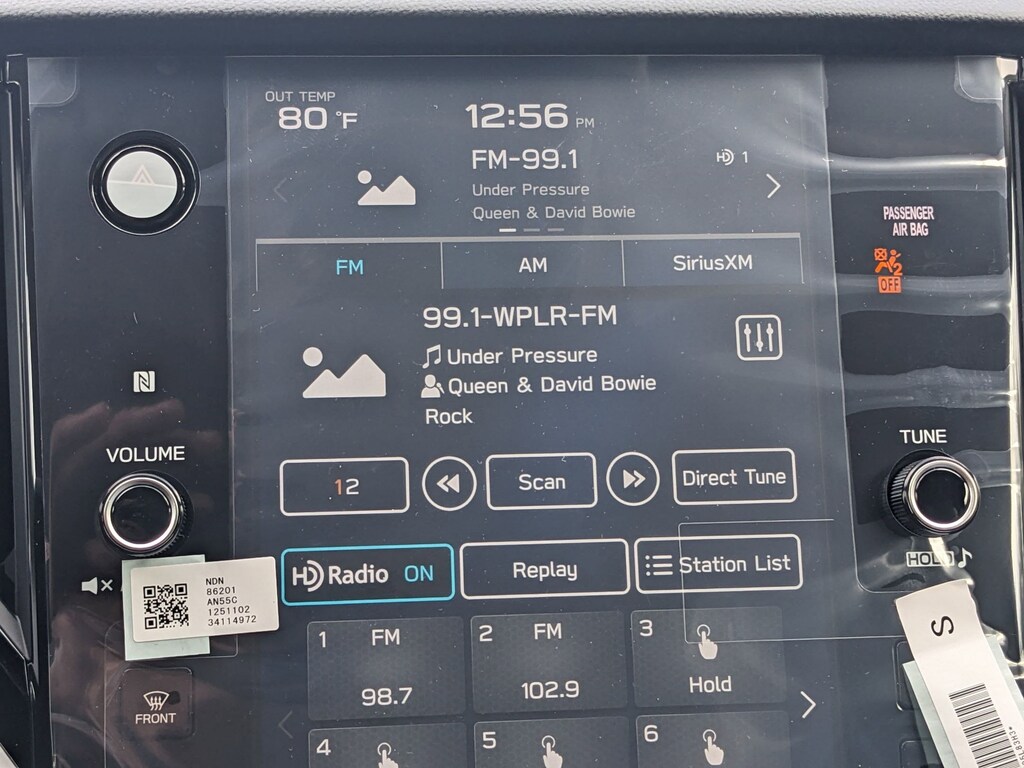 OUT TEMP
80 °F
12:56 PM
FM-99.1
HD 1
Under Pressure
Queen & David Bowie
PASSENGER
AIR BAG
2
OFF
FM
AM
SiriusXM
99.1-WPLR-FM
Under Pressure
Queen & David Bowie
Rock
N
VOLUME
TUNE
12
Scan
Direct Tune
HOLD
HD Radio ON
Replay
Station List
NDN
86201
AN55C
1251102
34114972
S
1 FM
98.7
2 FM
102.9
3
Hold
FRONT
4
5
6